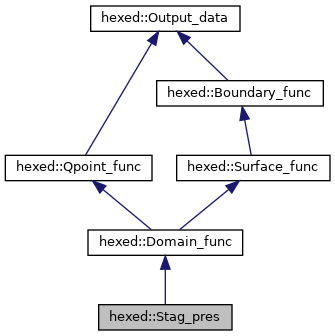 hexed::Output_data
hexed::Boundary_func
hexed::Qpoint_func
hexed::Surface_func
hexed::Domain_func
hexed::Stag_pres